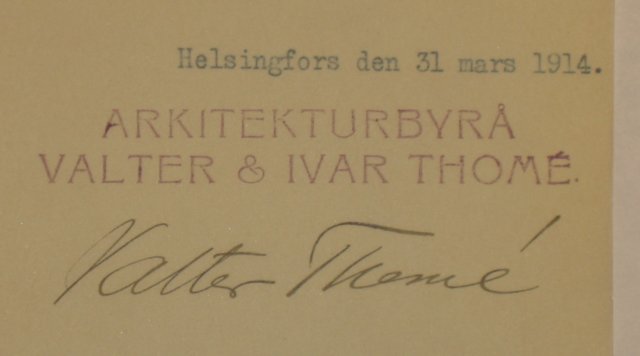 Helsingfors den 31 mars 1914.
ARKITEKTURBYRÅ
VALTER & IVAR THOMÉ.
Valter Thomé